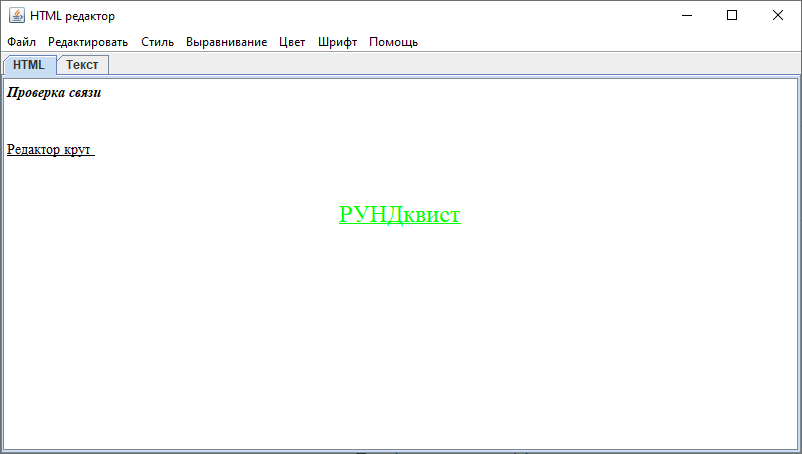 HTML редактор
Файл Редактировать Стиль Выравнивание Цвет Шрифт Помощь
HTML Текст
Проверка связи
Редактор крут
РУНДквист